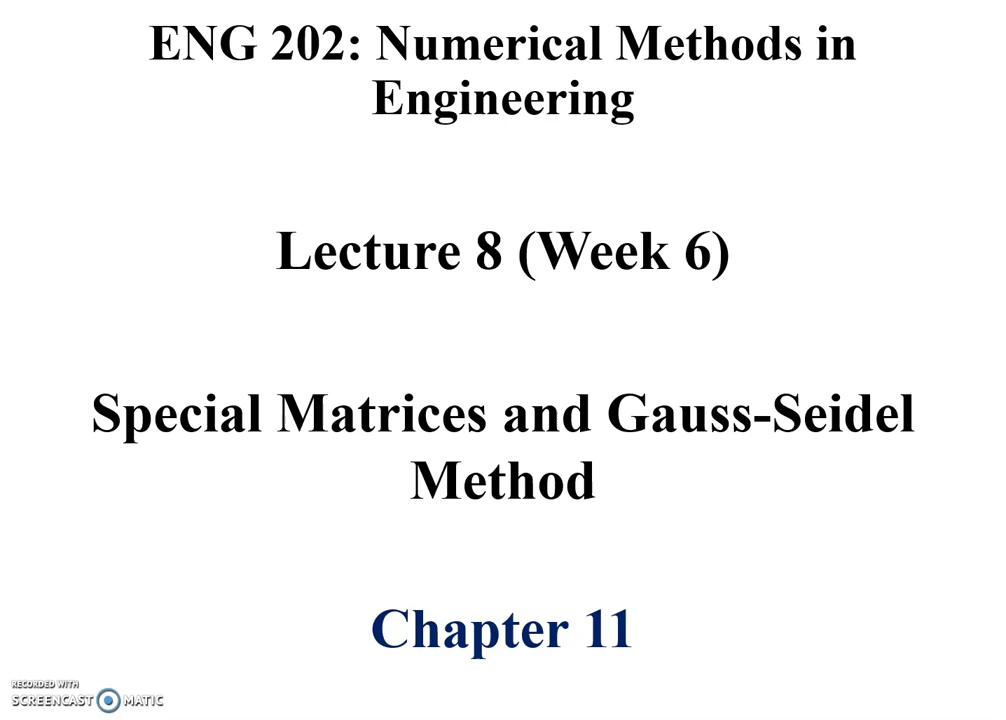 ENG 202: Numerical Methods in
Engineering
Lecture 8 (Week 6)
Special Matrices and Gauss-Seidel
Method
Chapter 11
RECORDED WITH
SCREENCAST MATIC